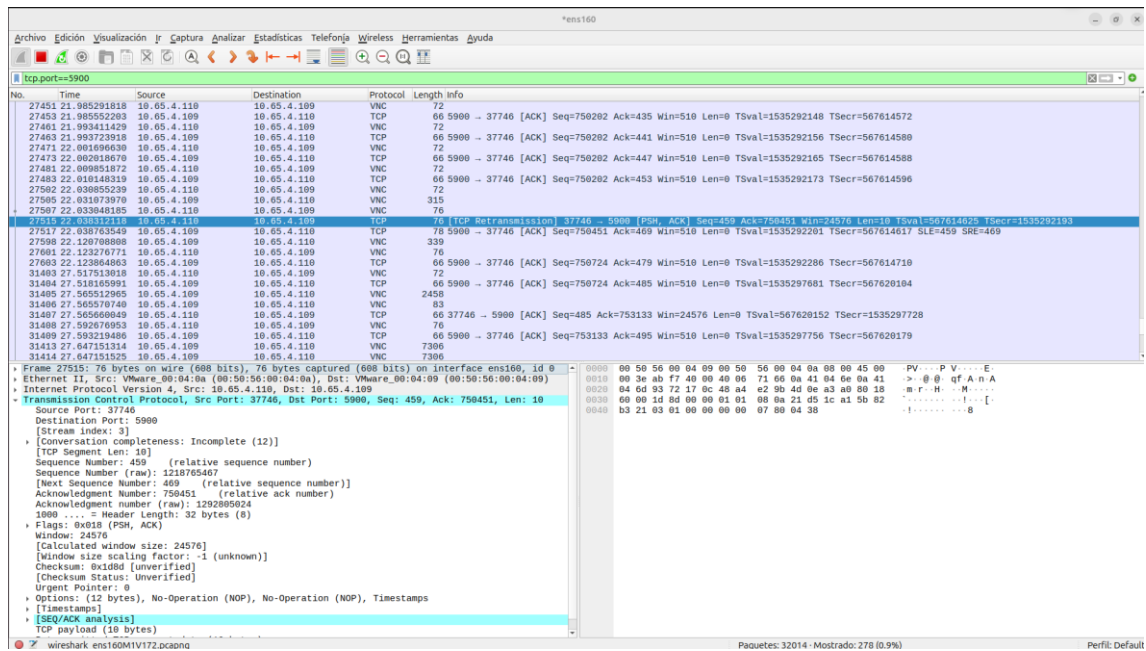 *ens160
Archivo Edición Visualización Ir Captura Analizar Estadísticas Telefonía Wireless Herramientas Ayuda
tcp.port==5900
No. Time Source Destination Protocol Length Info
27451 21.985291818 10.65.4.110 10.65.4.109 VNC 72
27453 21.985552203 10.65.4.109 10.65.4.110 TCP 66 5900 → 37746 [ACK] Seq=750202 Ack=435 Win=510 Len=0 TSval=1535292148 TSecr=567614572
27461 21.993411429 10.65.4.110 10.65.4.109 VNC 72
27463 21.993723918 10.65.4.109 10.65.4.110 TCP 66 5900 → 37746 [ACK] Seq=750202 Ack=441 Win=510 Len=0 TSval=1535292156 TSecr=567614580
27471 22.001696630 10.65.4.110 10.65.4.109 VNC 72
27473 22.002018670 10.65.4.109 10.65.4.110 TCP 66 5900 → 37746 [ACK] Seq=750202 Ack=447 Win=510 Len=0 TSval=1535292165 TSecr=567614588
27481 22.009851872 10.65.4.110 10.65.4.109 VNC 72
27483 22.010148319 10.65.4.109 10.65.4.110 TCP 66 5900 → 37746 [ACK] Seq=750202 Ack=453 Win=510 Len=0 TSval=1535292173 TSecr=567614596
27502 22.030855239 10.65.4.110 10.65.4.109 VNC 72
27505 22.031073970 10.65.4.109 10.65.4.110 VNC 315
27507 22.033048185 10.65.4.110 10.65.4.109 VNC 76
27515 22.038312118 10.65.4.110 10.65.4.109 TCP 76 [TCP Retransmission] 37746 → 5900 [PSH, ACK] Seq=459 Ack=750451 Win=24576 Len=10 TSval=567614625 TSecr=1535292193
27517 22.038763549 10.65.4.109 10.65.4.110 TCP 78 5900 → 37746 [ACK] Seq=750451 Ack=469 Win=510 Len=0 TSval=1535292201 TSecr=567614617 SLE=459 SRE=469
27598 22.120708808 10.65.4.109 10.65.4.110 VNC 339
27601 22.123276771 10.65.4.110 10.65.4.109 VNC 76
27603 22.123864863 10.65.4.109 10.65.4.110 TCP 66 5900 → 37746 [ACK] Seq=750724 Ack=479 Win=510 Len=0 TSval=1535292286 TSecr=567614710
31403 27.517513018 10.65.4.110 10.65.4.109 VNC 72
31404 27.518165991 10.65.4.109 10.65.4.110 TCP 66 5900 → 37746 [ACK] Seq=750724 Ack=485 Win=510 Len=0 TSval=1535297681 TSecr=567620104
31405 27.565512965 10.65.4.109 10.65.4.110 VNC 2458
31406 27.565570740 10.65.4.109 10.65.4.110 VNC 83
31407 27.565660049 10.65.4.110 10.65.4.109 TCP 66 37746 → 5900 [ACK] Seq=485 Ack=753133 Win=24576 Len=0 TSval=567620152 TSecr=1535297728
31408 27.592676953 10.65.4.110 10.65.4.109 VNC 76
31409 27.593219486 10.65.4.109 10.65.4.110 TCP 66 5900 → 37746 [ACK] Seq=753133 Ack=495 Win=510 Len=0 TSval=1535297756 TSecr=567620179
31413 27.647151314 10.65.4.109 10.65.4.110 VNC 7306
31414 27.647151525 10.65.4.109 10.65.4.110 VNC 7306
Frame 27515: 76 bytes on wire (608 bits), 76 bytes captured (608 bits) on interface ens160, id 0
Ethernet II, Src: VMware_00:04:0a (00:50:56:00:04:0a), Dst: VMware_00:04:09 (00:50:56:00:04:09)
Internet Protocol Version 4, Src: 10.65.4.110, Dst: 10.65.4.109
Transmission Control Protocol, Src Port: 37746, Dst Port: 5900, Seq: 459, Ack: 750451, Len: 10
Source Port: 37746
Destination Port: 5900
[Stream index: 3]
[Conversation completeness: Incomplete (12)]
[TCP Segment Len: 10]
Sequence Number: 459 (relative sequence number)
Sequence Number (raw): 1218765467
[Next Sequence Number: 469 (relative sequence number)]
Acknowledgment Number: 750451 (relative ack number)
Acknowledgment number (raw): 1292805024
1000 .... = Header Length: 32 bytes (8)
Flags: 0x018 (PSH, ACK)
Window: 24576
[Calculated window size: 24576]
[Window size scaling factor: -1 (unknown)]
Checksum: 0x1d8d [unverified]
[Checksum Status: Unverified]
Urgent Pointer: 0
Options: (12 bytes), No-Operation (NOP), No-Operation (NOP), Timestamps
[Timestamps]
[SEQ/ACK analysis]
TCP payload (10 bytes)
0000 00 50 56 00 04 09 00 50 56 00 04 0a 08 00 45 00 ·PV····P V·····E·
0010 00 3e ab f7 40 00 40 06 71 66 0a 41 04 6e 0a 41 ·>··@·@· qf·A·n·A
0020 04 6d 93 72 17 0c 48 a4 e2 9b 4d 0e a3 a0 80 18 ·m·r··H· ··M·····
0030 60 00 1d 8d 00 00 01 01 08 0a 21 d5 1c a1 5b 82 `······· ··!···[·
0040 b3 21 03 01 00 00 00 00 07 80 04 38 ·!······ ···8
wireshark_ens160M1V172.pcapng
Paquetes: 32014 · Mostrado: 278 (0.9%)
Perfil: Default